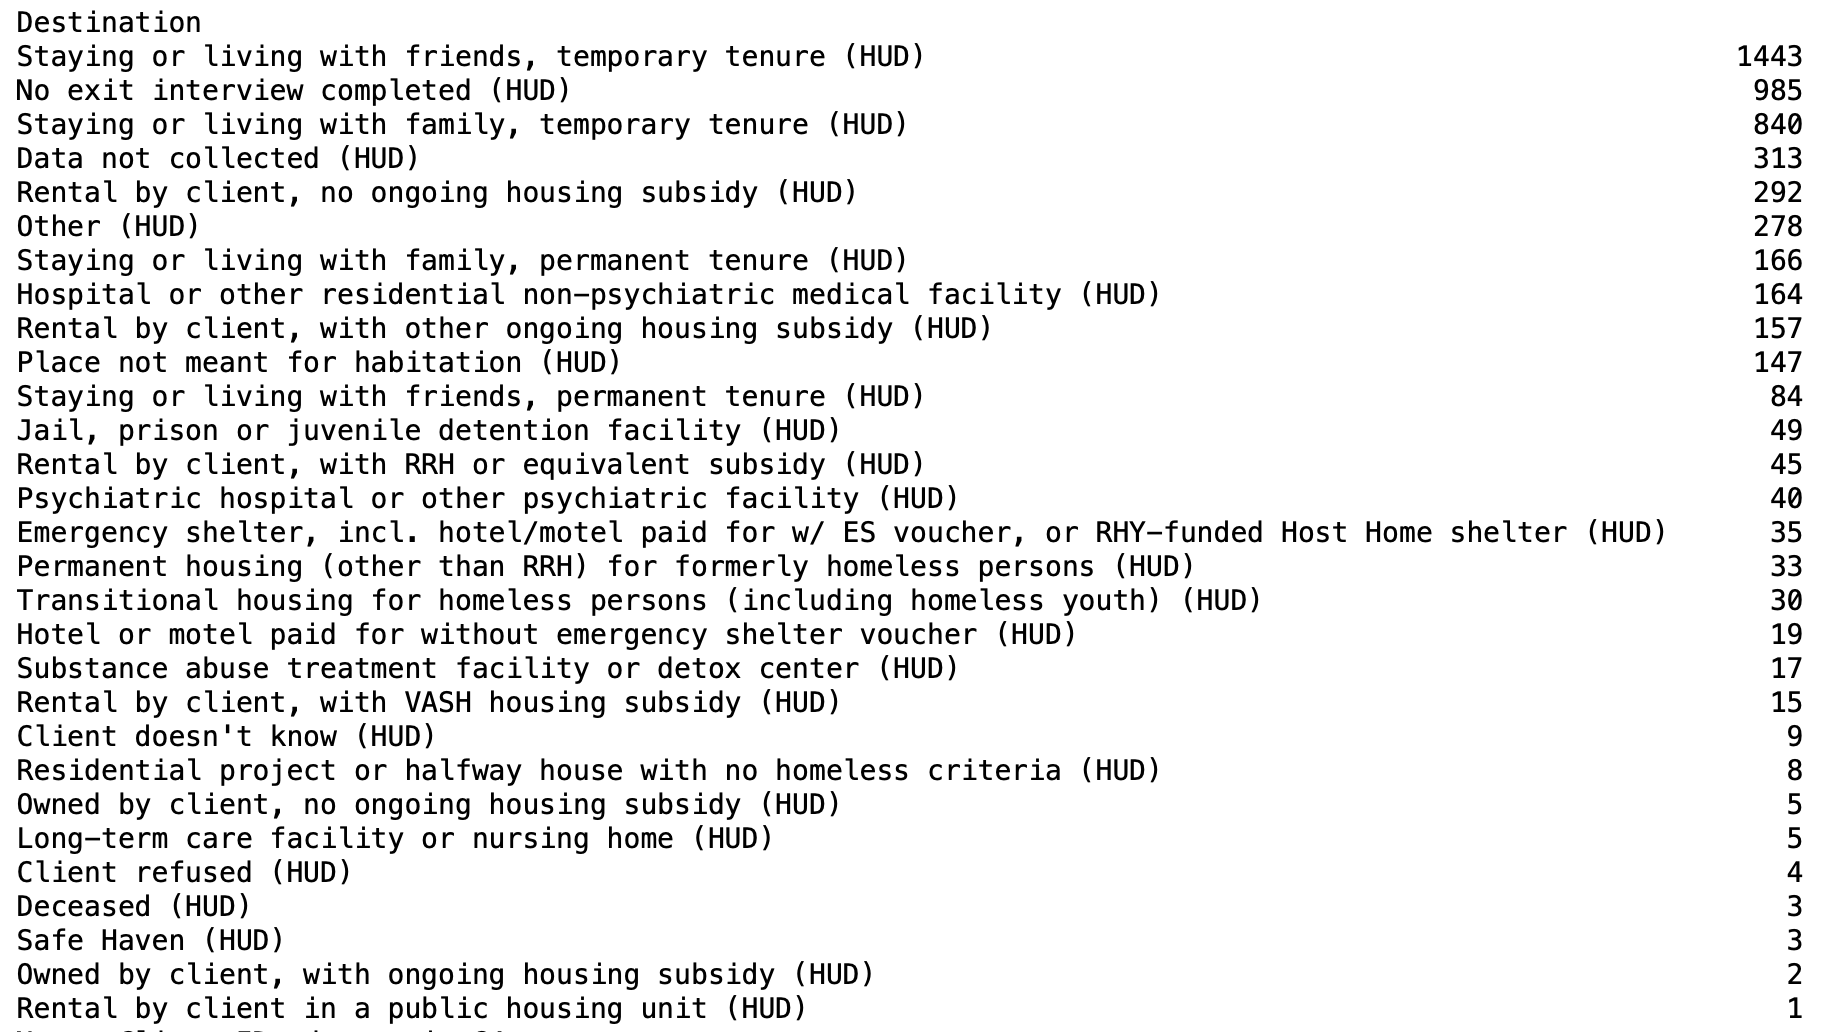 Destination
Staying or living with friends, temporary tenure (HUD) 1443
No exit interview completed (HUD) 985
Staying or living with family, temporary tenure (HUD) 840
Data not collected (HUD) 313
Rental by client, no ongoing housing subsidy (HUD) 292
Other (HUD) 278
Staying or living with family, permanent tenure (HUD) 166
Hospital or other residential non-psychiatric medical facility (HUD) 164
Rental by client, with other ongoing housing subsidy (HUD) 157
Place not meant for habitation (HUD) 147
Staying or living with friends, permanent tenure (HUD) 84
Jail, prison or juvenile detention facility (HUD) 49
Rental by client, with RRH or equivalent subsidy (HUD) 45
Psychiatric hospital or other psychiatric facility (HUD) 40
Emergency shelter, incl. hotel/motel paid for w/ ES voucher, or RHY-funded Host Home shelter (HUD) 35
Permanent housing (other than RRH) for formerly homeless persons (HUD) 33
Transitional housing for homeless persons (including homeless youth) (HUD) 30
Hotel or motel paid for without emergency shelter voucher (HUD) 19
Substance abuse treatment facility or detox center (HUD) 17
Rental by client, with VASH housing subsidy (HUD) 15
Client doesn't know (HUD) 9
Residential project or halfway house with no homeless criteria (HUD) 8
Owned by client, no ongoing housing subsidy (HUD) 5
Long-term care facility or nursing home (HUD) 5
Client refused (HUD) 4
Deceased (HUD) 3
Safe Haven (HUD) 3
Owned by client, with ongoing housing subsidy (HUD) 2
Rental by client in a public housing unit (HUD) 1